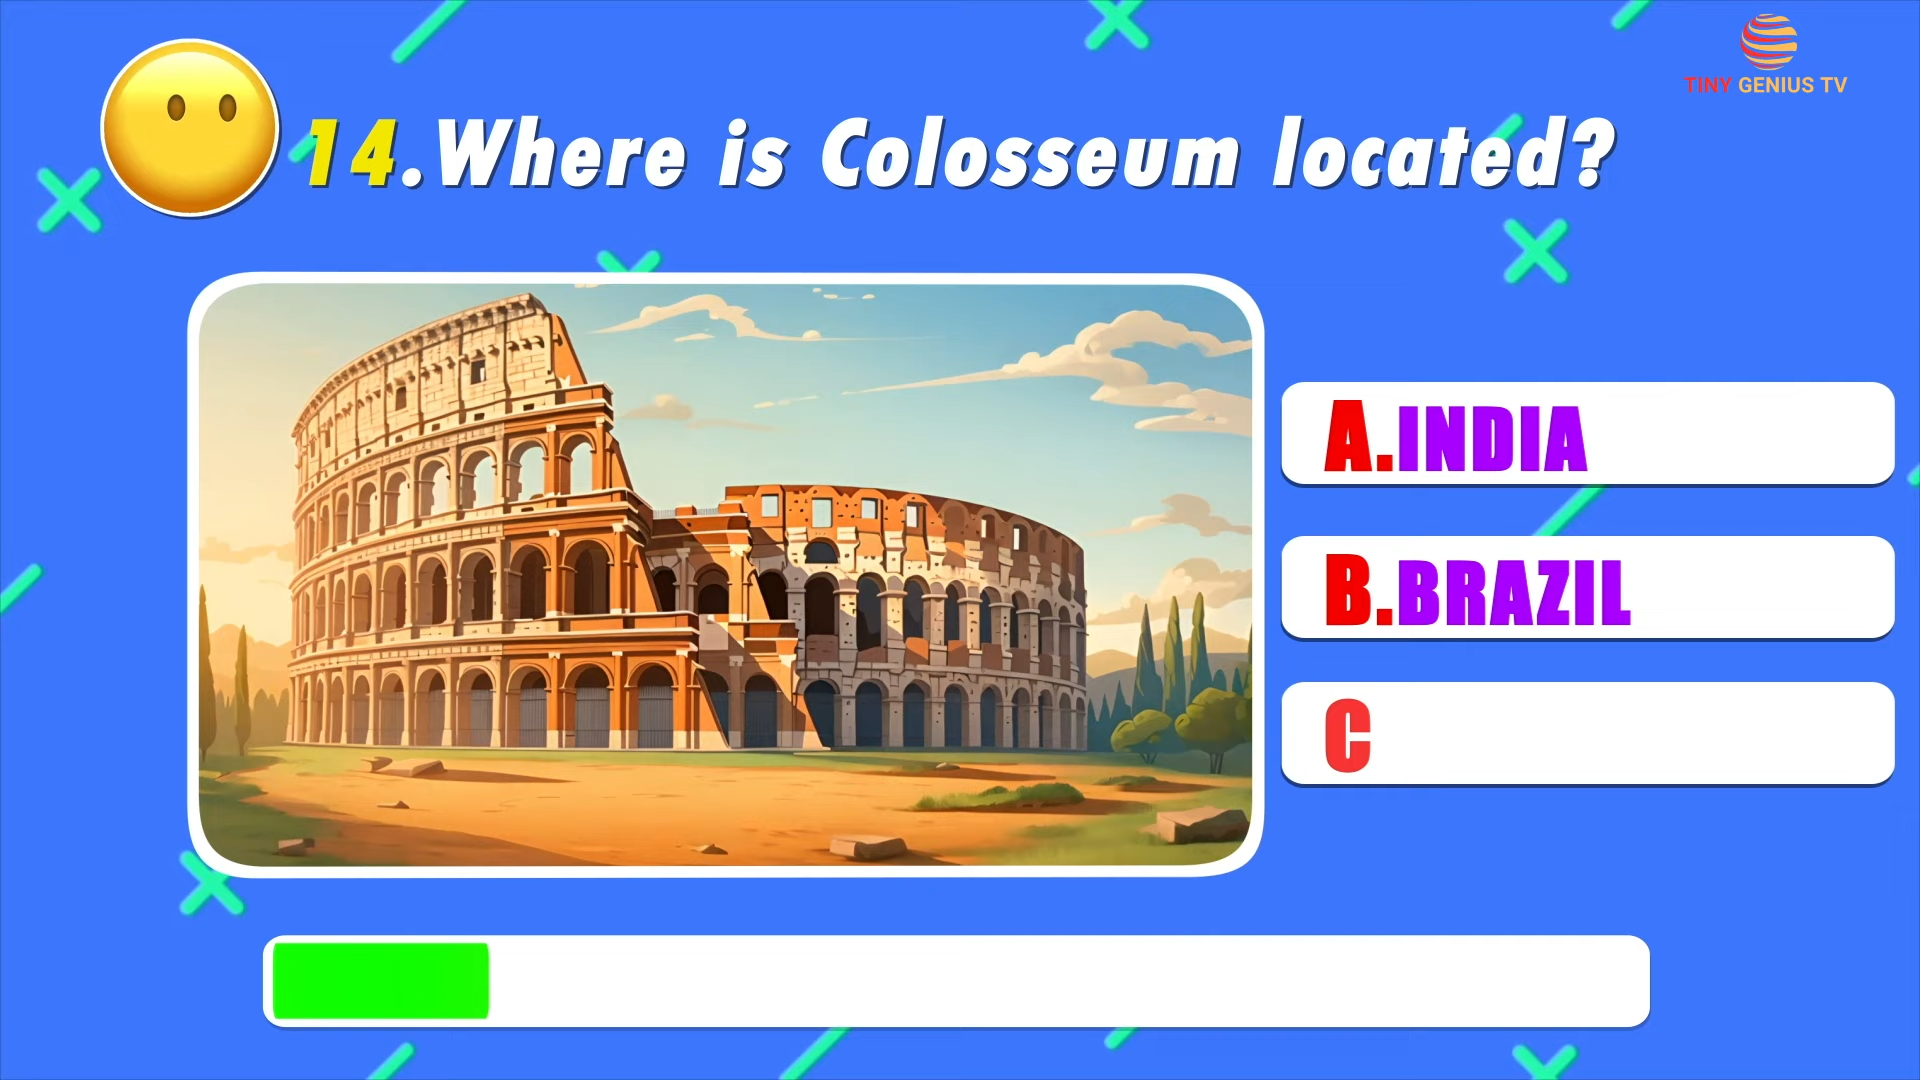 TINY GENIUS TV
14.Where is Colosseum located?
A.INDIA
B.BRAZIL
C